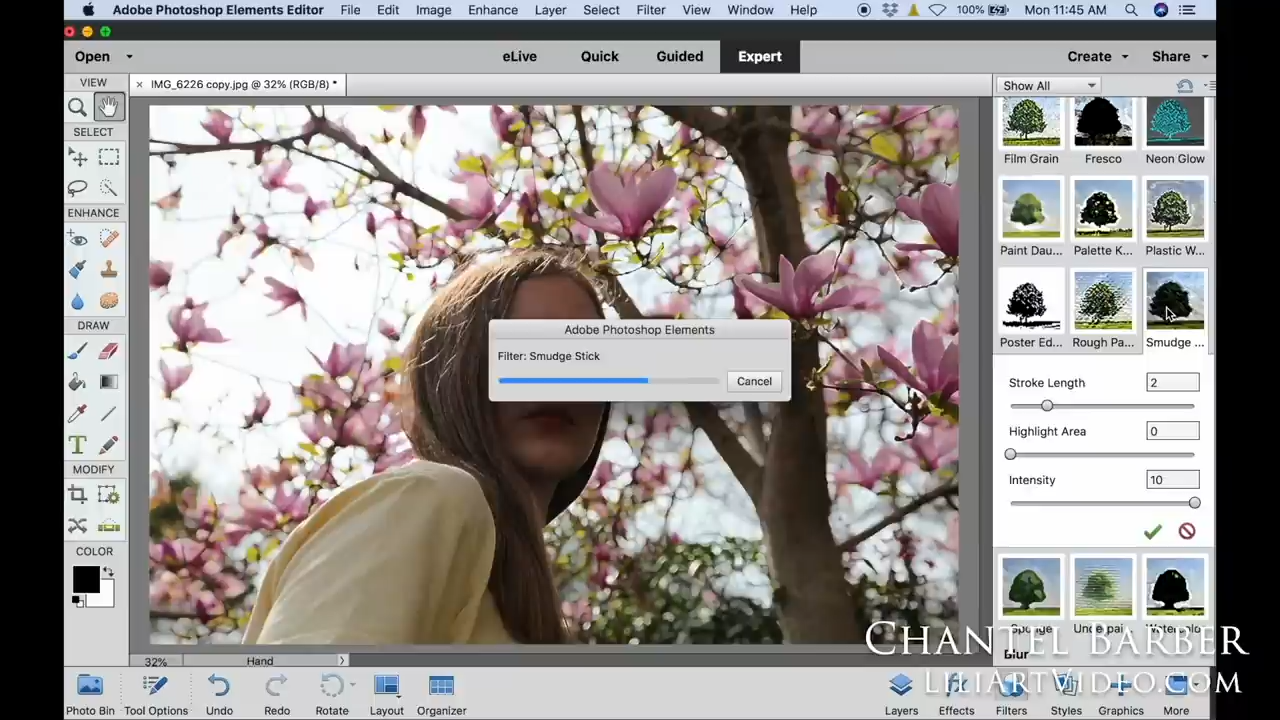 Adobe Photoshop Elements Editor File Edit Image Enhance Layer Select Filter View Window Help 100% Mon 11:45 AM
Open eLive Quick Guided Expert Create Share
VIEW
× IMG_6226 copy.jpg @ 32% (RGB/8) *
Show All
SELECT
Film Grain Fresco Neon Glow
ENHANCE
Paint Dau... Palette K... Plastic W...
DRAW
Poster Ed... Rough Pa... Smudge ...
Adobe Photoshop Elements
Filter: Smudge Stick
Cancel
Stroke Length 2
Highlight Area 0
T
MODIFY
Intensity 10
COLOR
Sponge Underpai... Watercolo...
Blur
CHANTEL BARBER
LILIARTVIDEO.COM
32% Hand
Photo Bin Tool Options Undo Redo Rotate Layout Organizer Layers Effects Filters Styles Graphics More